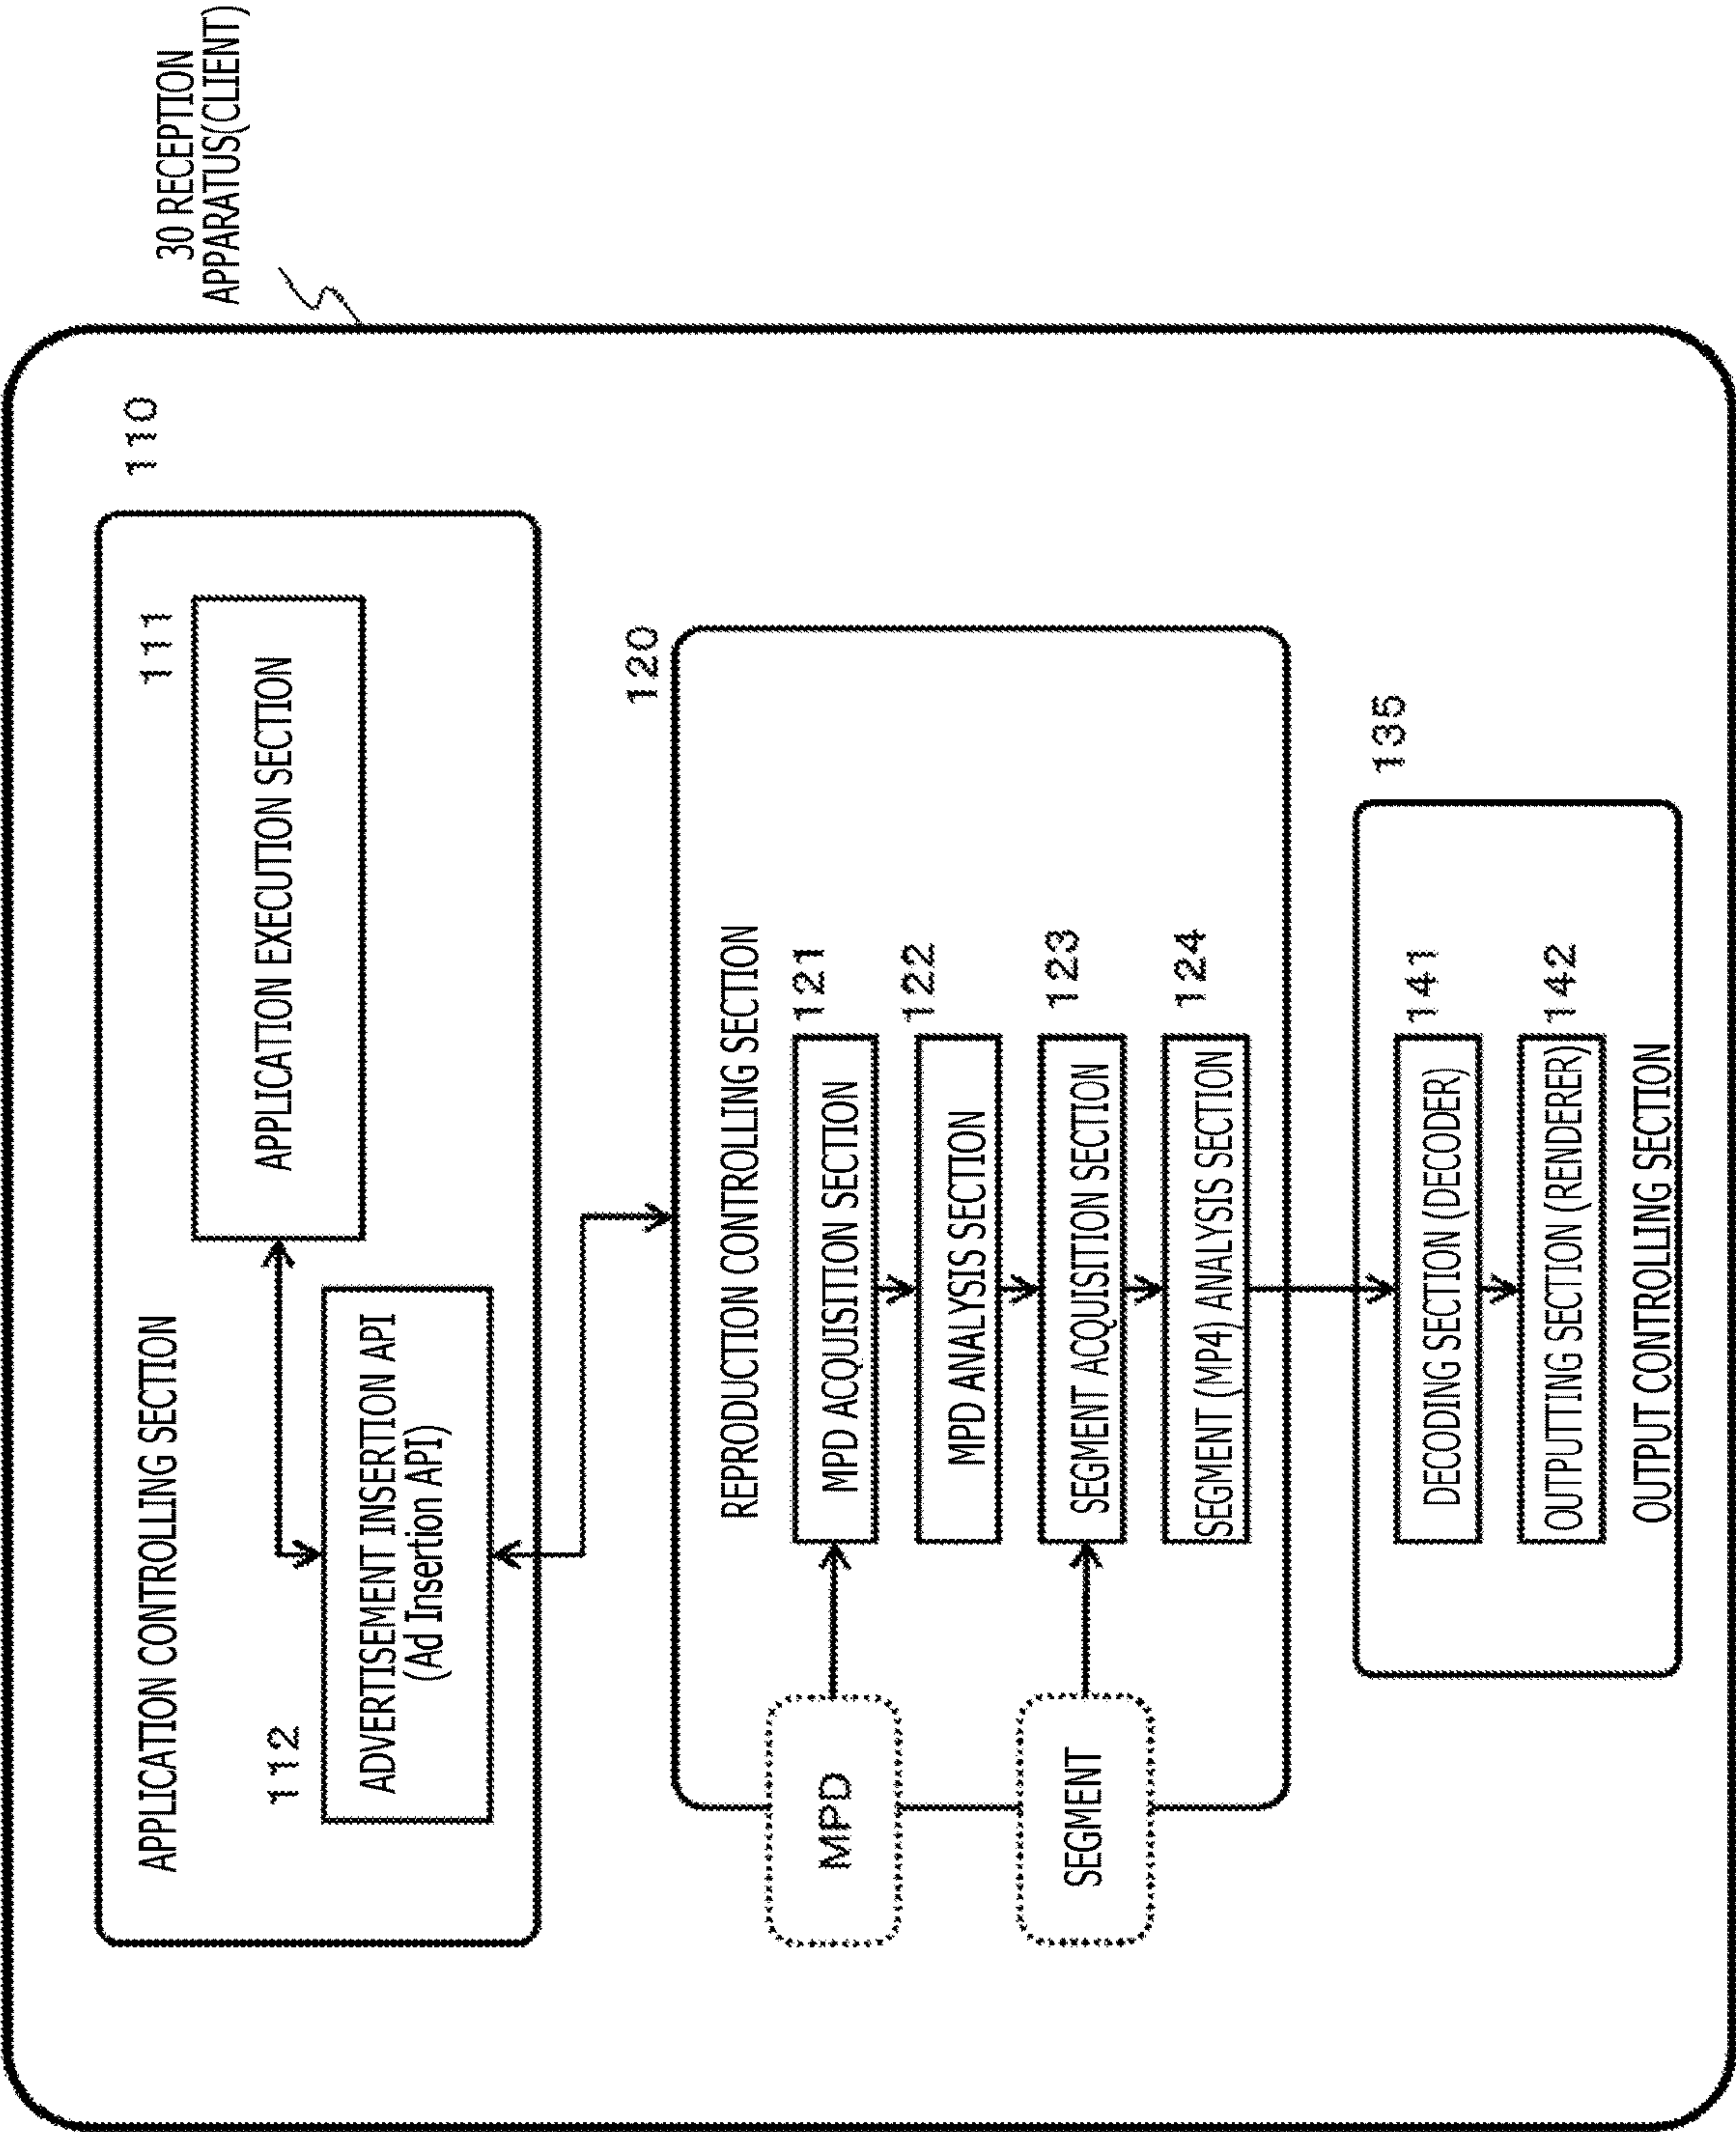 30 RECEPTION
APPARATUS(CLIENT)
110
APPLICATION CONTROLLING SECTION
111
APPLICATION EXECUTION SECTION
112
ADVERTISEMENT INSERTION API
(Ad Insertion API)
120
REPRODUCTION CONTROLLING SECTION
MPD
121
MPD ACQUISITION SECTION
122
MPD ANALYSIS SECTION
SEGMENT
123
SEGMENT ACQUISITION SECTION
124
SEGMENT (MP4) ANALYSIS SECTION
135
141
DECODING SECTION (DECODER)
142
OUTPUTTING SECTION (RENDERER)
OUTPUT CONTROLLING SECTION